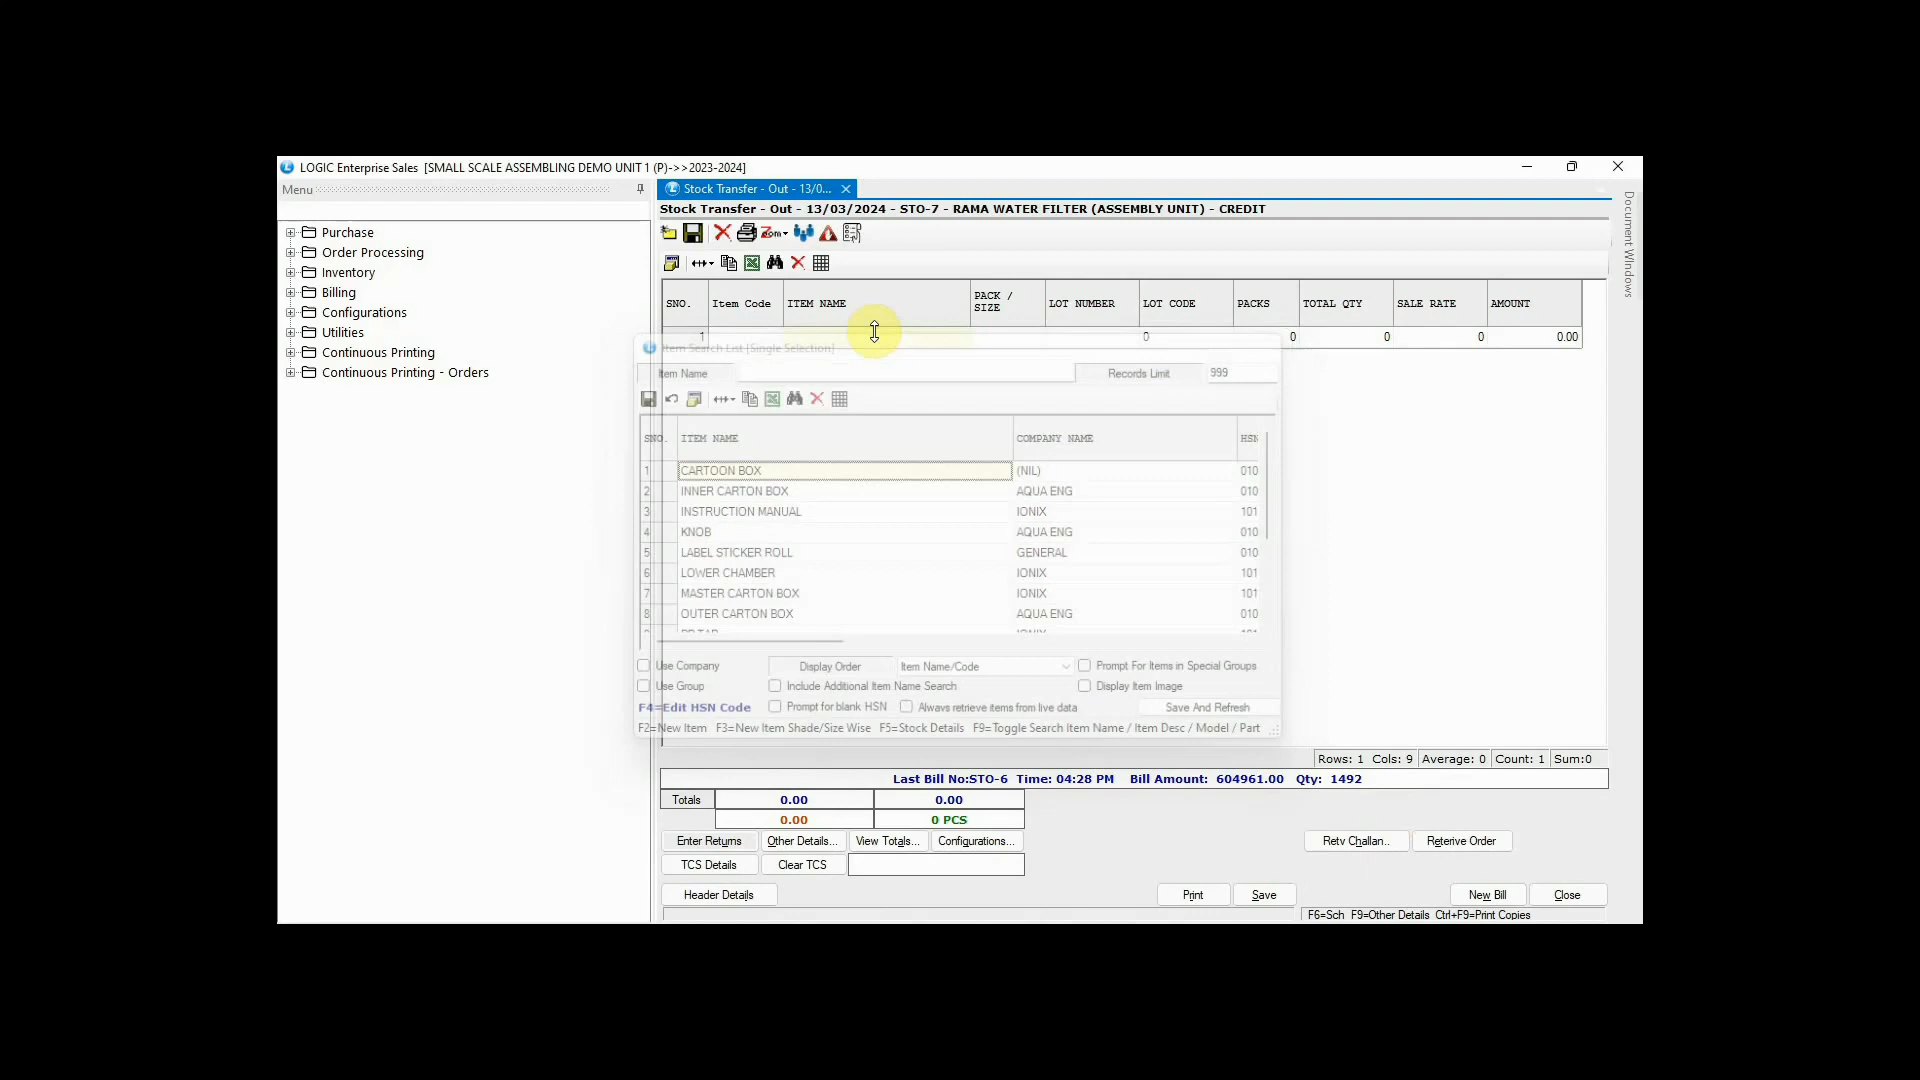 LOGIC Enterprise Sales [SMALL SCALE ASSEMBLING DEMO UNIT 1 (P)->>2023-2024]
Menu
Stock Transfer - Out - 13/0...
Document Windows
Stock Transfer - Out - 13/03/2024 - STO-7 - RAMA WATER FILTER (ASSEMBLY UNIT) - CREDIT
Purchase
Order Processing
Inventory
Billing
Configurations
Utilities
Continuous Printing
Continuous Printing - Orders
Zoom
SNO. Item Code ITEM NAME PACK / SIZE LOT NUMBER LOT CODE PACKS TOTAL QTY SALE RATE AMOUNT
1 0 0 0 0 0.00
Item Search List [Single Selection]
Item Name Records Limit 999
SNO. ITEM NAME COMPANY NAME HSN
1 CARTOON BOX (NIL) 010
2 INNER CARTON BOX AQUA ENG 010
3 INSTRUCTION MANUAL IONIX 101
4 KNOB AQUA ENG 010
5 LABEL STICKER ROLL GENERAL 010
6 LOWER CHAMBER IONIX 101
7 MASTER CARTON BOX IONIX 101
8 OUTER CARTON BOX AQUA ENG 010
Use Company Display Order Item Name/Code Prompt For Items in Special Groups
Use Group Include Additional Item Name Search Display Item Image
F4=Edit HSN Code Prompt for blank HSN Always retrieve items from live data Save And Refresh
F2=New Item F3=New Item Shade/Size Wise F5=Stock Details F9=Toggle Search Item Name / Item Desc / Model / Part
Rows: 1 Cols: 9 Average: 0 Count: 1 Sum:0
Last Bill No:STO-6 Time: 04:28 PM Bill Amount: 604961.00 Qty: 1492
Totals 0.00 0.00
0.00 0 PCS
Enter Returns Other Details... View Totals... Configurations... Retv Challan.. Reterive Order
TCS Details Clear TCS
Header Details Print Save New Bill Close
F6=Sch F9=Other Details Ctrl+F9=Print Copies